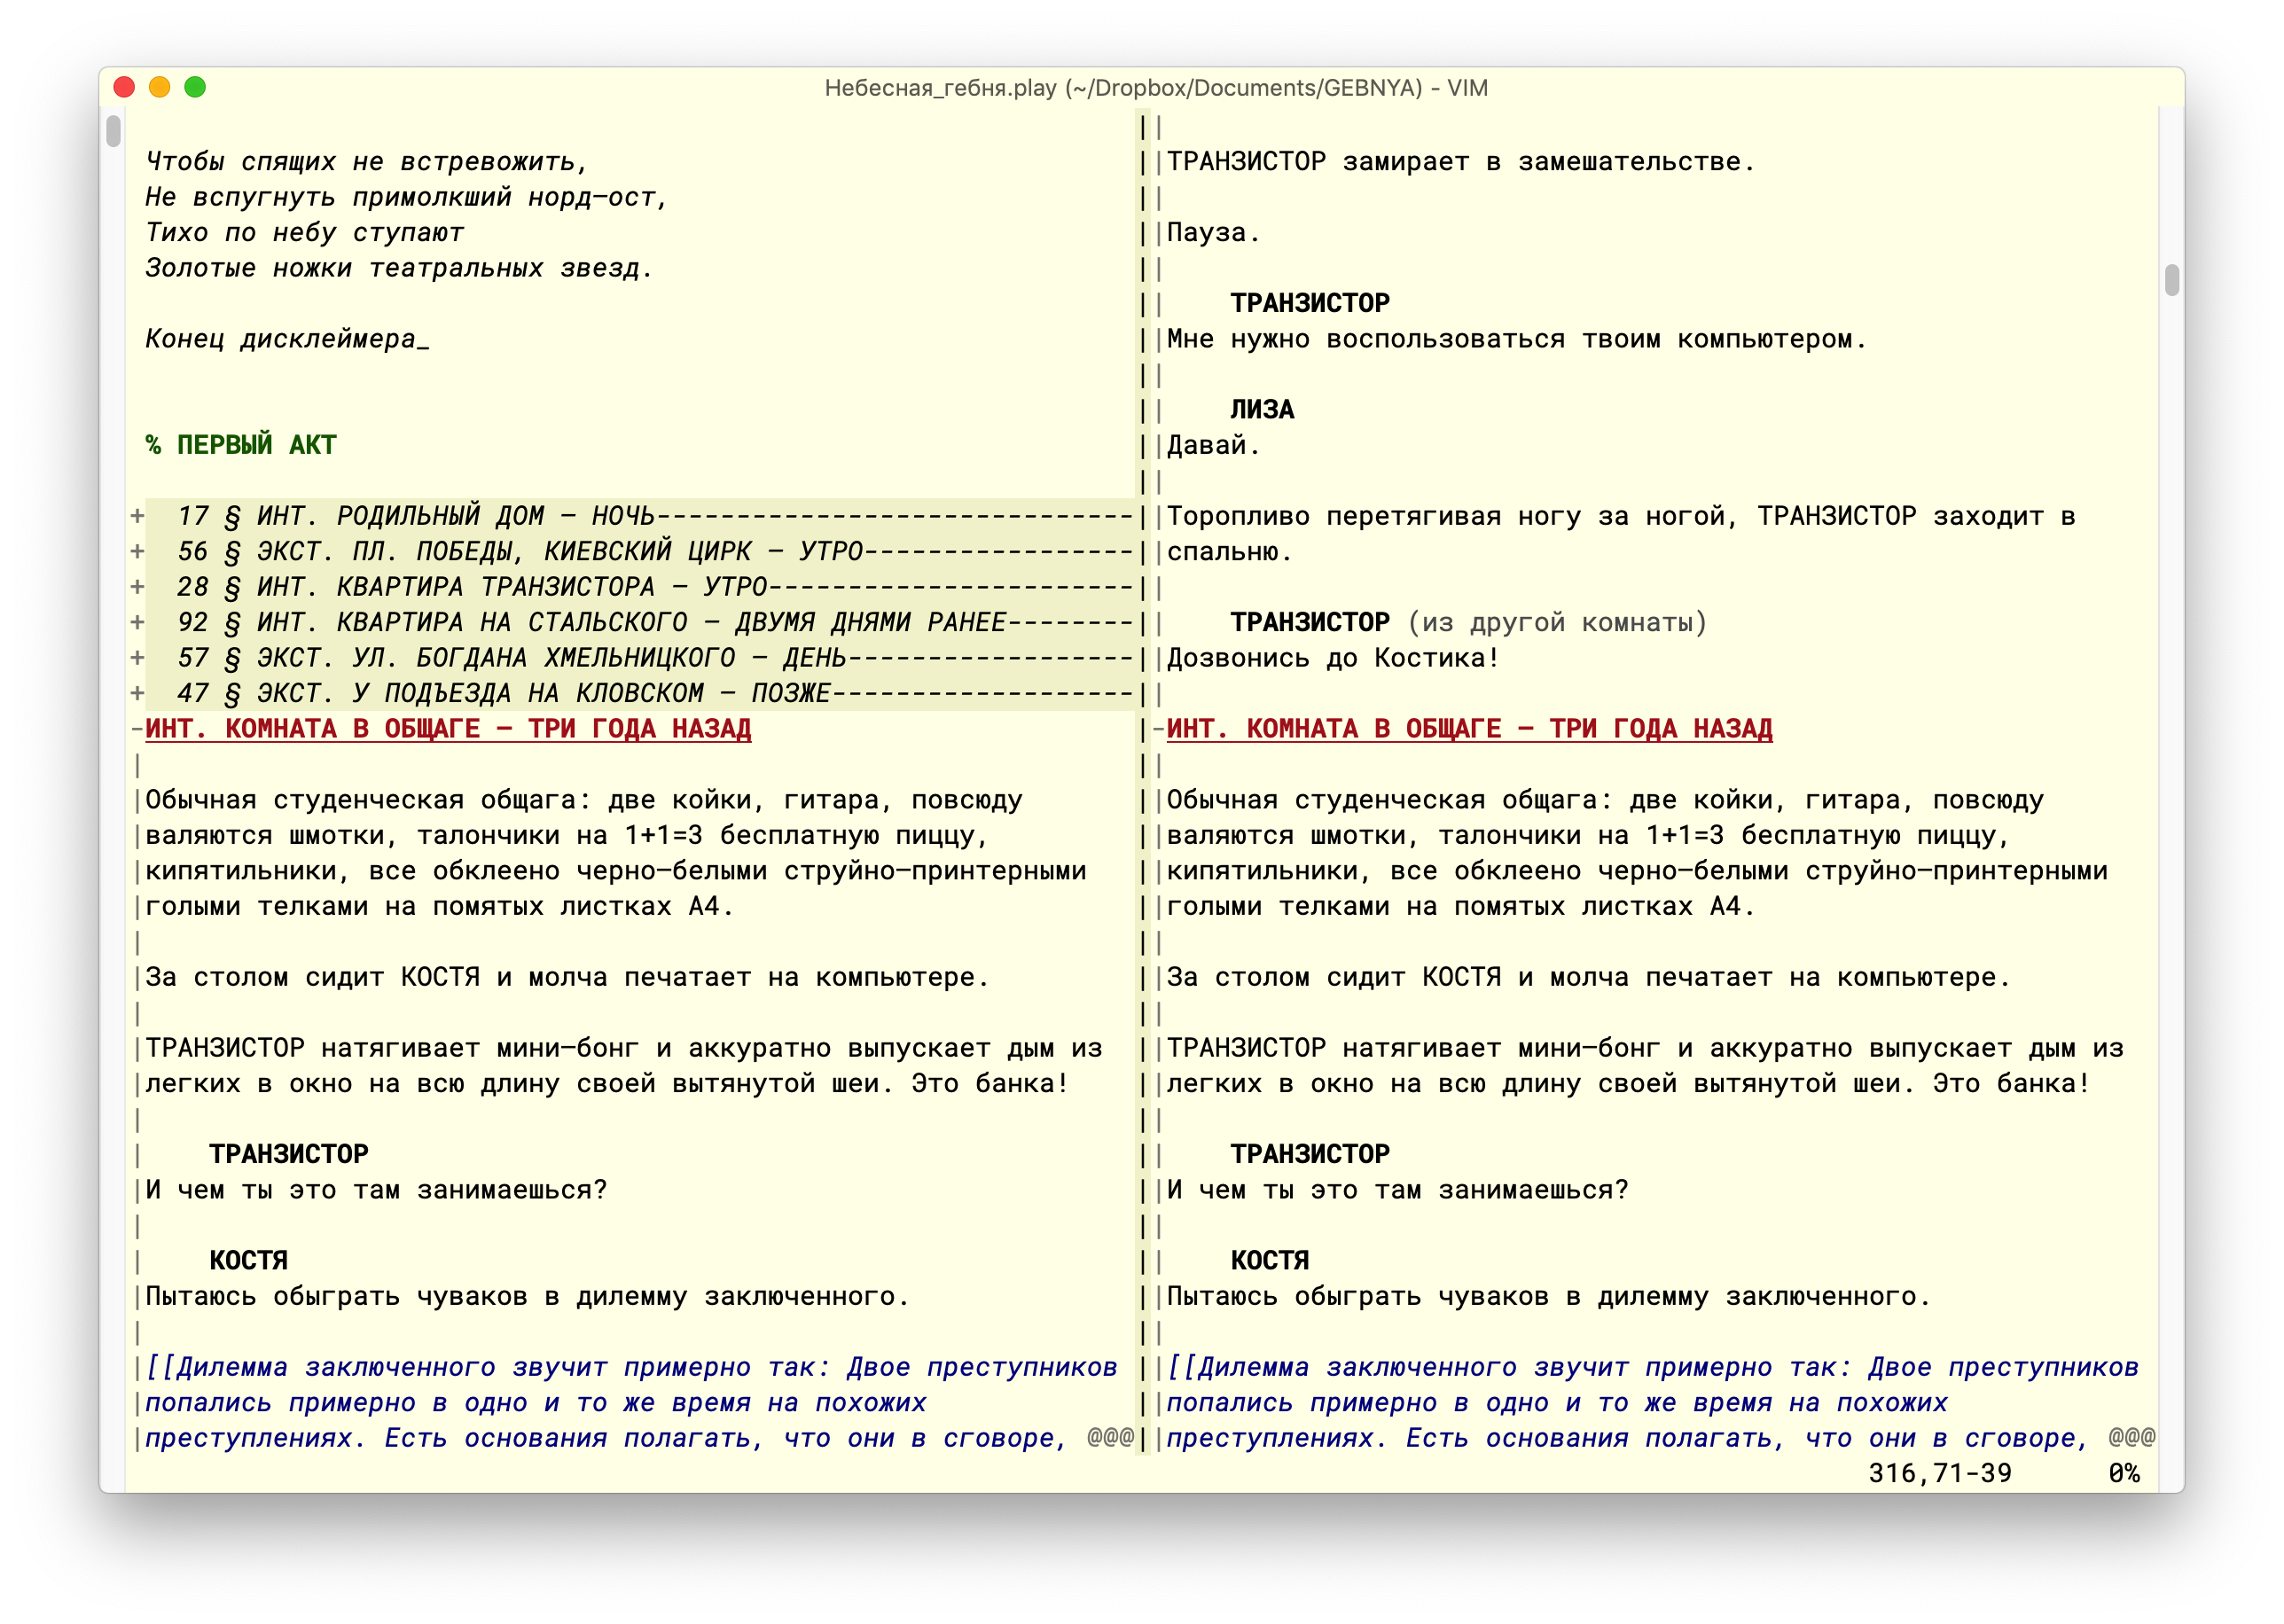 Небесная_гебня.play (~/Dropbox/Documents/GEBNYA) - VIM
Чтобы спящих не встревожить,
Не вспугнуть примолкший норд—ост,
Тихо по небу ступают
Золотые ножки театральных звезд.
Конец дисклеймера_
% ПЕРВЫЙ АКТ
+  17 § ИНТ. РОДИЛЬНЫЙ ДОМ — НОЧЬ------------------------------
+  56 § ЭКСТ. ПЛ. ПОБЕДЫ, КИЕВСКИЙ ЦИРК — УТРО-----------------
+  28 § ИНТ. КВАРТИРА ТРАНЗИСТОРА — УТРО-----------------------
+  92 § ИНТ. КВАРТИРА НА СТАЛЬСКОГО — ДВУМЯ ДНЯМИ РАНЕЕ--------
+  57 § ЭКСТ. УЛ. БОГДАНА ХМЕЛЬНИЦКОГО — ДЕНЬ------------------
+  47 § ЭКСТ. У ПОДЪЕЗДА НА КЛОВСКОМ — ПОЗЖЕ-------------------
-ИНТ. КОМНАТА В ОБЩАГЕ — ТРИ ГОДА НАЗАД
|Обычная студенческая общага: две койки, гитара, повсюду
|валяются шмотки, талончики на 1+1=3 бесплатную пиццу,
|кипятильники, все обклеено черно—белыми струйно—принтерными
|голыми телками на помятых листках А4.
|За столом сидит КОСТЯ и молча печатает на компьютере.
|ТРАНЗИСТОР натягивает мини—бонг и аккуратно выпускает дым из
|легких в окно на всю длину своей вытянутой шеи. Это банка!
|    ТРАНЗИСТОР
|И чем ты это там занимаешься?
|    КОСТЯ
|Пытаюсь обыграть чуваков в дилемму заключенного.
|[[Дилемма заключенного звучит примерно так: Двое преступников
|попались примерно в одно и то же время на похожих
|преступлениях. Есть основания полагать, что они в сговоре, @@@
|ТРАНЗИСТОР замирает в замешательстве.
|Пауза.
|    ТРАНЗИСТОР
|Мне нужно воспользоваться твоим компьютером.
|    ЛИЗА
|Давай.
|Торопливо перетягивая ногу за ногой, ТРАНЗИСТОР заходит в
|спальню.
|    ТРАНЗИСТОР (из другой комнаты)
|Дозвонись до Костика!
-ИНТ. КОМНАТА В ОБЩАГЕ — ТРИ ГОДА НАЗАД
|Обычная студенческая общага: две койки, гитара, повсюду
|валяются шмотки, талончики на 1+1=3 бесплатную пиццу,
|кипятильники, все обклеено черно—белыми струйно—принтерными
|голыми телками на помятых листках А4.
|За столом сидит КОСТЯ и молча печатает на компьютере.
|ТРАНЗИСТОР натягивает мини—бонг и аккуратно выпускает дым из
|легких в окно на всю длину своей вытянутой шеи. Это банка!
|    ТРАНЗИСТОР
|И чем ты это там занимаешься?
|    КОСТЯ
|Пытаюсь обыграть чуваков в дилемму заключенного.
|[[Дилемма заключенного звучит примерно так: Двое преступников
|попались примерно в одно и то же время на похожих
|преступлениях. Есть основания полагать, что они в сговоре, @@@
316,71-39      0%